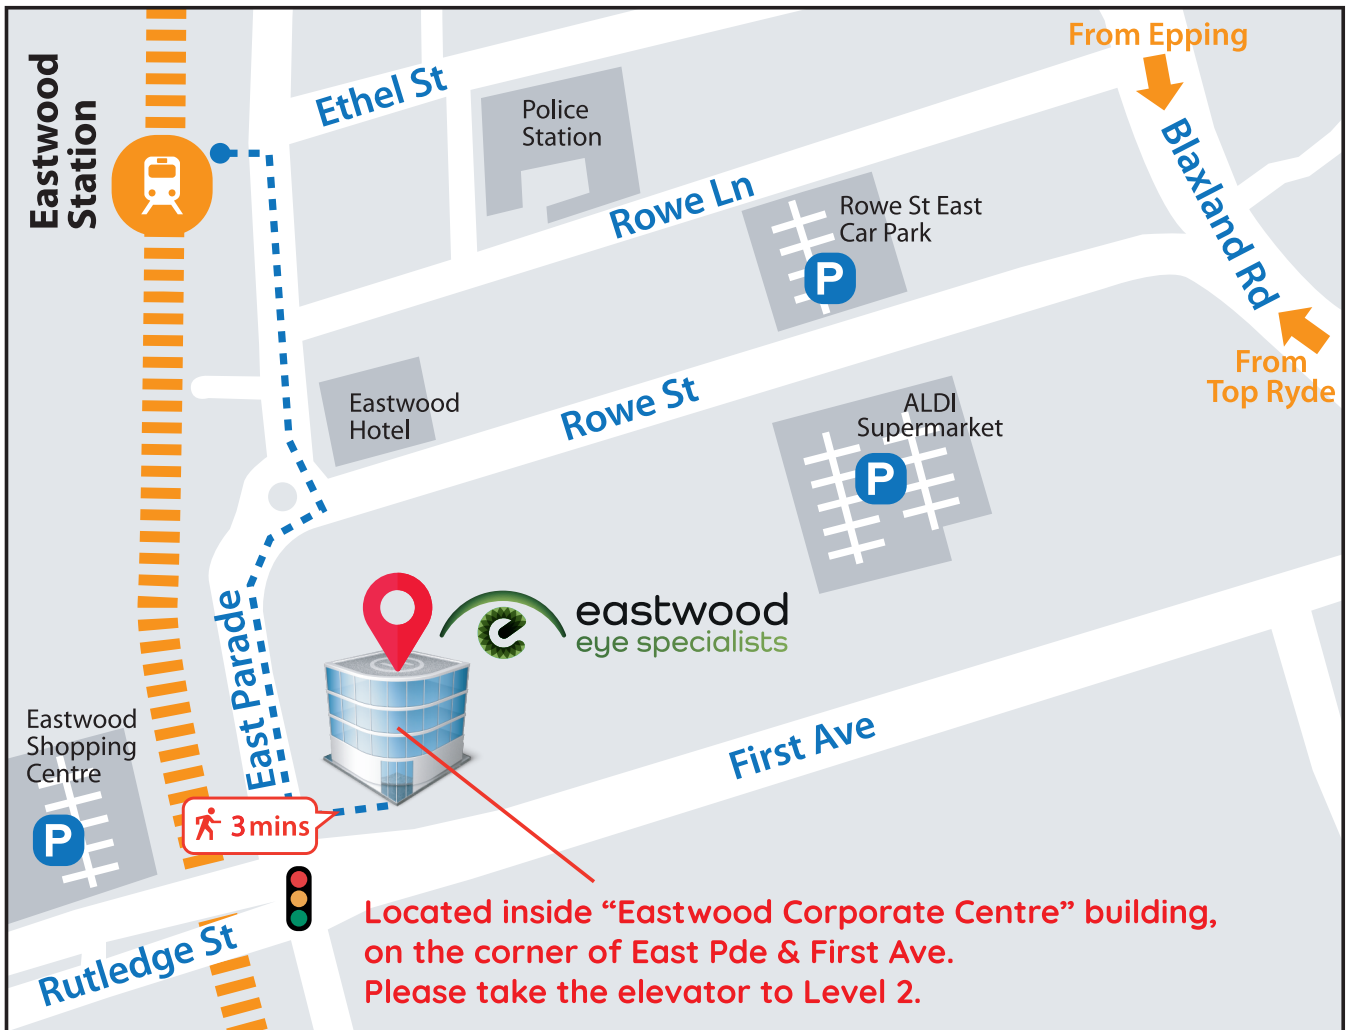 From Epping
Eastwood
Station
Ethel St
Police
Station
Blaxland Rd
Rowe Ln
Rowe St East
Car Park
P
From
Top Ryde
Eastwood
Hotel
Rowe St
ALDI
Supermarket
P
East Parade
eastwood
eye specialists
e
Eastwood
Shopping
Centre
P
First Ave
3 mins
Rutledge St
Located inside “Eastwood Corporate Centre” building,
on the corner of East Pde & First Ave.
Please take the elevator to Level 2.